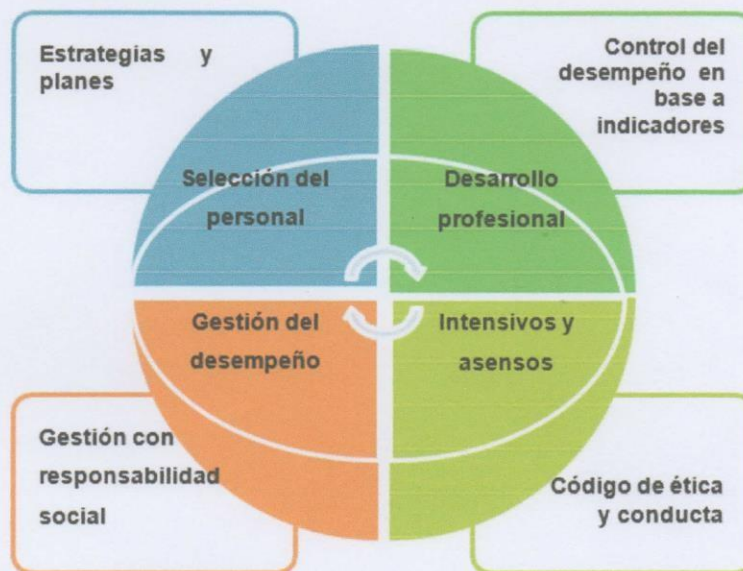 Estrategias y
planes
Control del
desempeño en
base a
indicadores
Selección del
personal
Desarrollo
profesional
Gestión del
desempeño
Intensivos y
asensos
Gestión con
responsabilidad
social
Código de ética
y conducta